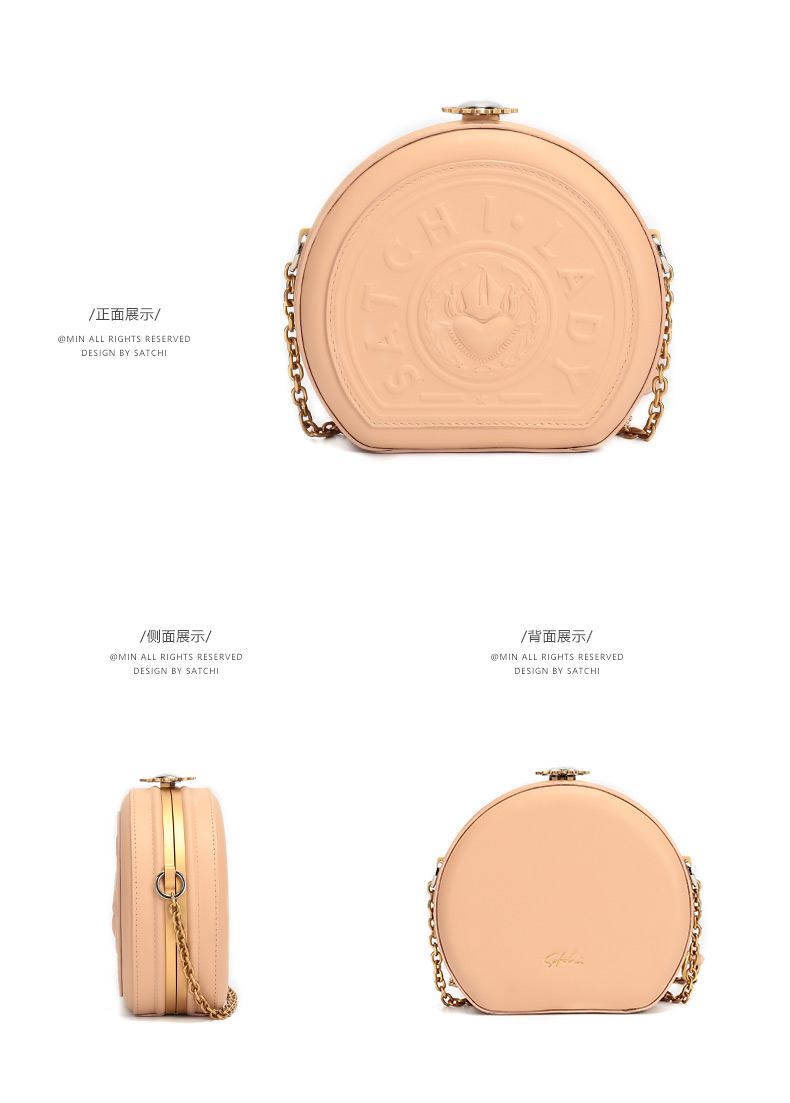 SATCHI·LADY
/正面展示/
@MIN ALL RIGHTS RESERVED
DESIGN BY SATCHI
/侧面展示/
@MIN ALL RIGHTS RESERVED
DESIGN BY SATCHI
/背面展示/
@MIN ALL RIGHTS RESERVED
DESIGN BY SATCHI
Satchi